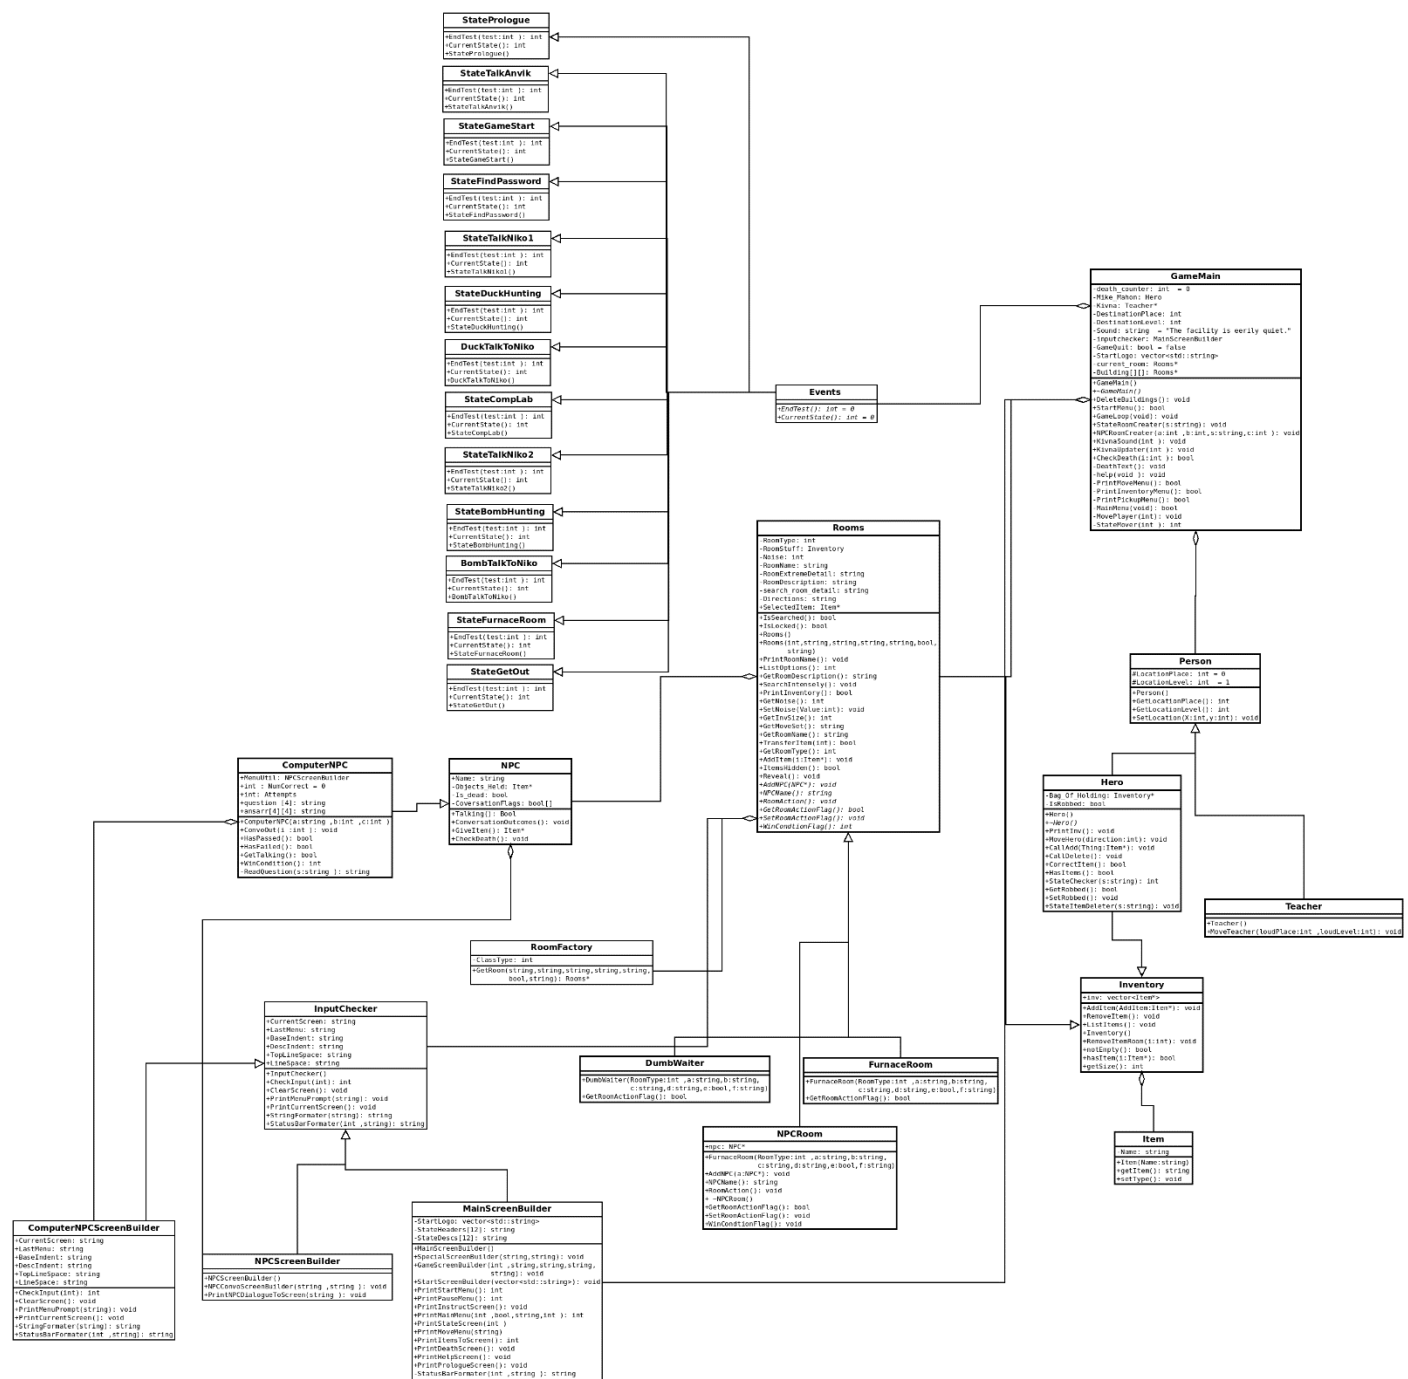 StatePrologue
+EndTest(test:int ): int
+CurrentState(): int
+StatePrologue()
StateTalkAnvik
+EndTest(test:int ): int
+CurrentState(): int
+StateTalkAnvik()
StateGameStart
+EndTest(test:int ): int
+CurrentState(): int
+StateGameStart()
StateFindPassword
+EndTest(test:int ): int
+CurrentState(): int
+StateFindPassword()
StateTalkNiko1
+EndTest(test:int ): int
+CurrentState(): int
+StateTalkNiko1()
StateDuckHunting
+EndTest(test:int ): int
+CurrentState(): int
+StateDuckHunting()
DuckTalkToNiko
+EndTest(test:int ): int
+CurrentState(): int
+DuckTalkToNiko()
StateCompLab
+EndTest(test:int ): int
+CurrentState(): int
+StateCompLab()
StateTalkNiko2
+EndTest(test:int ): int
+CurrentState(): int
+StateTalkNiko2()
StateBombHunting
+EndTest(test:int ): int
+CurrentState(): int
+StateBombHunting()
BombTalkToNiko
+EndTest(test:int ): int
+CurrentState(): int
+BombTalkToNiko()
StateFurnaceRoom
+EndTest(test:int ): int
+CurrentState(): int
+StateFurnaceRoom()
StateGetOut
+EndTest(test:int ): int
+CurrentState(): int
+StateGetOut()
Events
+EndTest(): int = 0
+CurrentState(): int = 0
GameMain
-death_counter: int = 0
-Mike_Mahon: Hero
-Kivna: Teacher*
-DestinationPlace: int
-DestinationLevel: int
-Sound: string = "The facility is eerily quiet."
-inputchecker: MainScreenBuilder
-GameQuit: bool = false
-StartLogo: vector<std::string>
-current_room: Rooms*
-Building[][]: Rooms*
+GameMain()
+~GameMain()
+DeleteBuildings(): void
+StartMenu(): bool
+GameLoop(void): void
+StateRoomCreater(s:string): void
+NPCRoomCreater(a:int ,b:int,s:string,c:int ): void
+KivnaSound(int ): void
+KivnaUpdater(int ): void
+CheckDeath(i:int ): bool
-DeathText(): void
-help(void ): void
-PrintMoveMenu(): bool
-PrintInventoryMenu(): bool
-PrintPickupMenu(): bool
-MainMenu(void): bool
-MovePlayer(int): void
-StateMover(int ): int
Rooms
-RoomType: int
-RoomStuff: Inventory
-Noise: int
-RoomName: string
-RoomExtremeDetail: string
-RoomDescription: string
-search_room_detail: string
-Directions: string
+SelectedItem: Item*
+IsSearched(): bool
+IsLocked(): bool
+Rooms()
+Rooms(int,string,string,string,string,bool,
string)
+PrintRoomName(): void
+ListOptions(): int
+GetRoomDescription(): string
+SearchIntensely(): void
+PrintInventory(): bool
+GetNoise(): int
+SetNoise(Value:int): void
+GetInvSize(): int
+GetMoveSet(): string
+GetRoomName(): string
+TransferItem(int): bool
+GetRoomType(): int
+AddItem(i:Item*): void
+ItemsHidden(): bool
+Reveal(): void
+AddNPC(NPC*): void
+NPCName(): string
+RoomAction(): void
+GetRoomActionFlag(): bool
+SetRoomActionFlag(): void
+WinCondtionFlag(): int
Person
#LocationPlace: int = 0
#LocationLevel: int = 1
+Person()
+GetLocationPlace(): int
+GetLocationLevel(): int
+SetLocation(X:int,y:int): void
ComputerNPC
+MenuUtil: NPCScreenBuilder
+int : NumCorrect = 0
+int: Attempts
+question [4]: string
+ansarr[4][4]: string
+ComputerNPC(a:string ,b:int ,c:int )
+ConvoOut(i :int ): void
+HasPassed(): bool
+HasFailed(): bool
+GetTalking(): bool
+WinCondition(): int
-ReadQuestion(s:string ): string
NPC
+Name: string
-Objects_Held: Item*
-Is_dead: bool
-CoversationFlags: bool[]
+Talking(): Bool
+ConversationOutcomes(): void
+GiveItem(): Item*
+CheckDeath(): void
Hero
-Bag_Of_Holding: Inventory*
-IsRobbed: bool
+Hero()
+~Hero()
+PrintInv(): void
+MoveHero(direction:int): void
+CallAdd(Thing:Item*): void
+CallDelete(): void
+CorrectItem(): bool
+HasItems(): bool
+StateChecker(s:string): int
+GetRobbed(): bool
+SetRobbed(): void
+StateItemDeleter(s:string): void
Teacher
+Teacher()
+MoveTeacher(loudPlace:int ,loudLevel:int): void
RoomFactory
-ClassType: int
+GetRoom(string,string,string,string,string,
bool,string): Rooms*
Inventory
+inv: vector<Item*>
+AddItem(AddItem:Item*): void
+RemoveItem(): void
+ListItems(): void
+Inventory()
+RemoveItemRoom(i:int): void
+notEmpty(): bool
+hasItem(i:Item*): bool
+getSize(): int
InputChecker
+CurrentScreen: string
+LastMenu: string
+BaseIndent: string
+DescIndent: string
+TopLineSpace: string
+LineSpace: string
+InputChecker()
+CheckInput(int): int
+ClearScreen(): void
+PrintMenuPrompt(string): void
+PrintCurrentScreen(): void
+StringFormater(string): string
+StatusBarFormater(int ,string): string
DumbWaiter
+DumbWaiter(RoomType:int ,a:string,b:string,
c:string,d:string,e:bool,f:string)
+GetRoomActionFlag(): bool
FurnaceRoom
+FurnaceRoom(RoomType:int ,a:string,b:string,
c:string,d:string,e:bool,f:string)
+GetRoomActionFlag(): bool
NPCRoom
+npc: NPC*
+FurnaceRoom(RoomType:int ,a:string,b:string,
c:string,d:string,e:bool,f:string)
+AddNPC(a:NPC*): void
+NPCName(): string
+RoomAction(): void
+ ~NPCRoom()
+GetRoomActionFlag(): bool
+SetRoomActionFlag(): void
+WinCondtionFlag(): void
Item
-Name: string
+Item(Name:string)
+getItem(): string
+setType(): void
ComputerNPCScreenBuilder
+CurrentScreen: string
+LastMenu: string
+BaseIndent: string
+DescIndent: string
+TopLineSpace: string
+LineSpace: string
+CheckInput(int): int
+ClearScreen(): void
+PrintMenuPrompt(string): void
+PrintCurrentScreen(): void
+StringFormater(string): string
+StatusBarFormater(int ,string): string
NPCScreenBuilder
+NPCScreenBuilder()
+NPCConvoScreenBuilder(string ,string ): void
+PrintNPCDialogueToScreen(string ): void
MainScreenBuilder
-StartLogo: vector<std::string>
-StateHeaders[12]: string
-StateDescs[12]: string
+MainScreenBuilder()
+SpecialScreenBuilder(string,string): void
+GameScreenBuilder(int ,string,string,string,
string): void
+StartScreenBuilder(vector<std::string>): void
+PrintStartMenu(): int
+PrintPauseMenu(): int
+PrintInstructScreen(): void
+PrintMainMenu(int ,bool,string,int ): int
+PrintStateScreen(int )
+PrintMoveMenu(string)
+PrintItemsToScreen(): int
+PrintDeathScreen(): void
+PrintHelpScreen(): void
+PrintPrologueScreen(): void
-StatusBarFormater(int ,string ): string